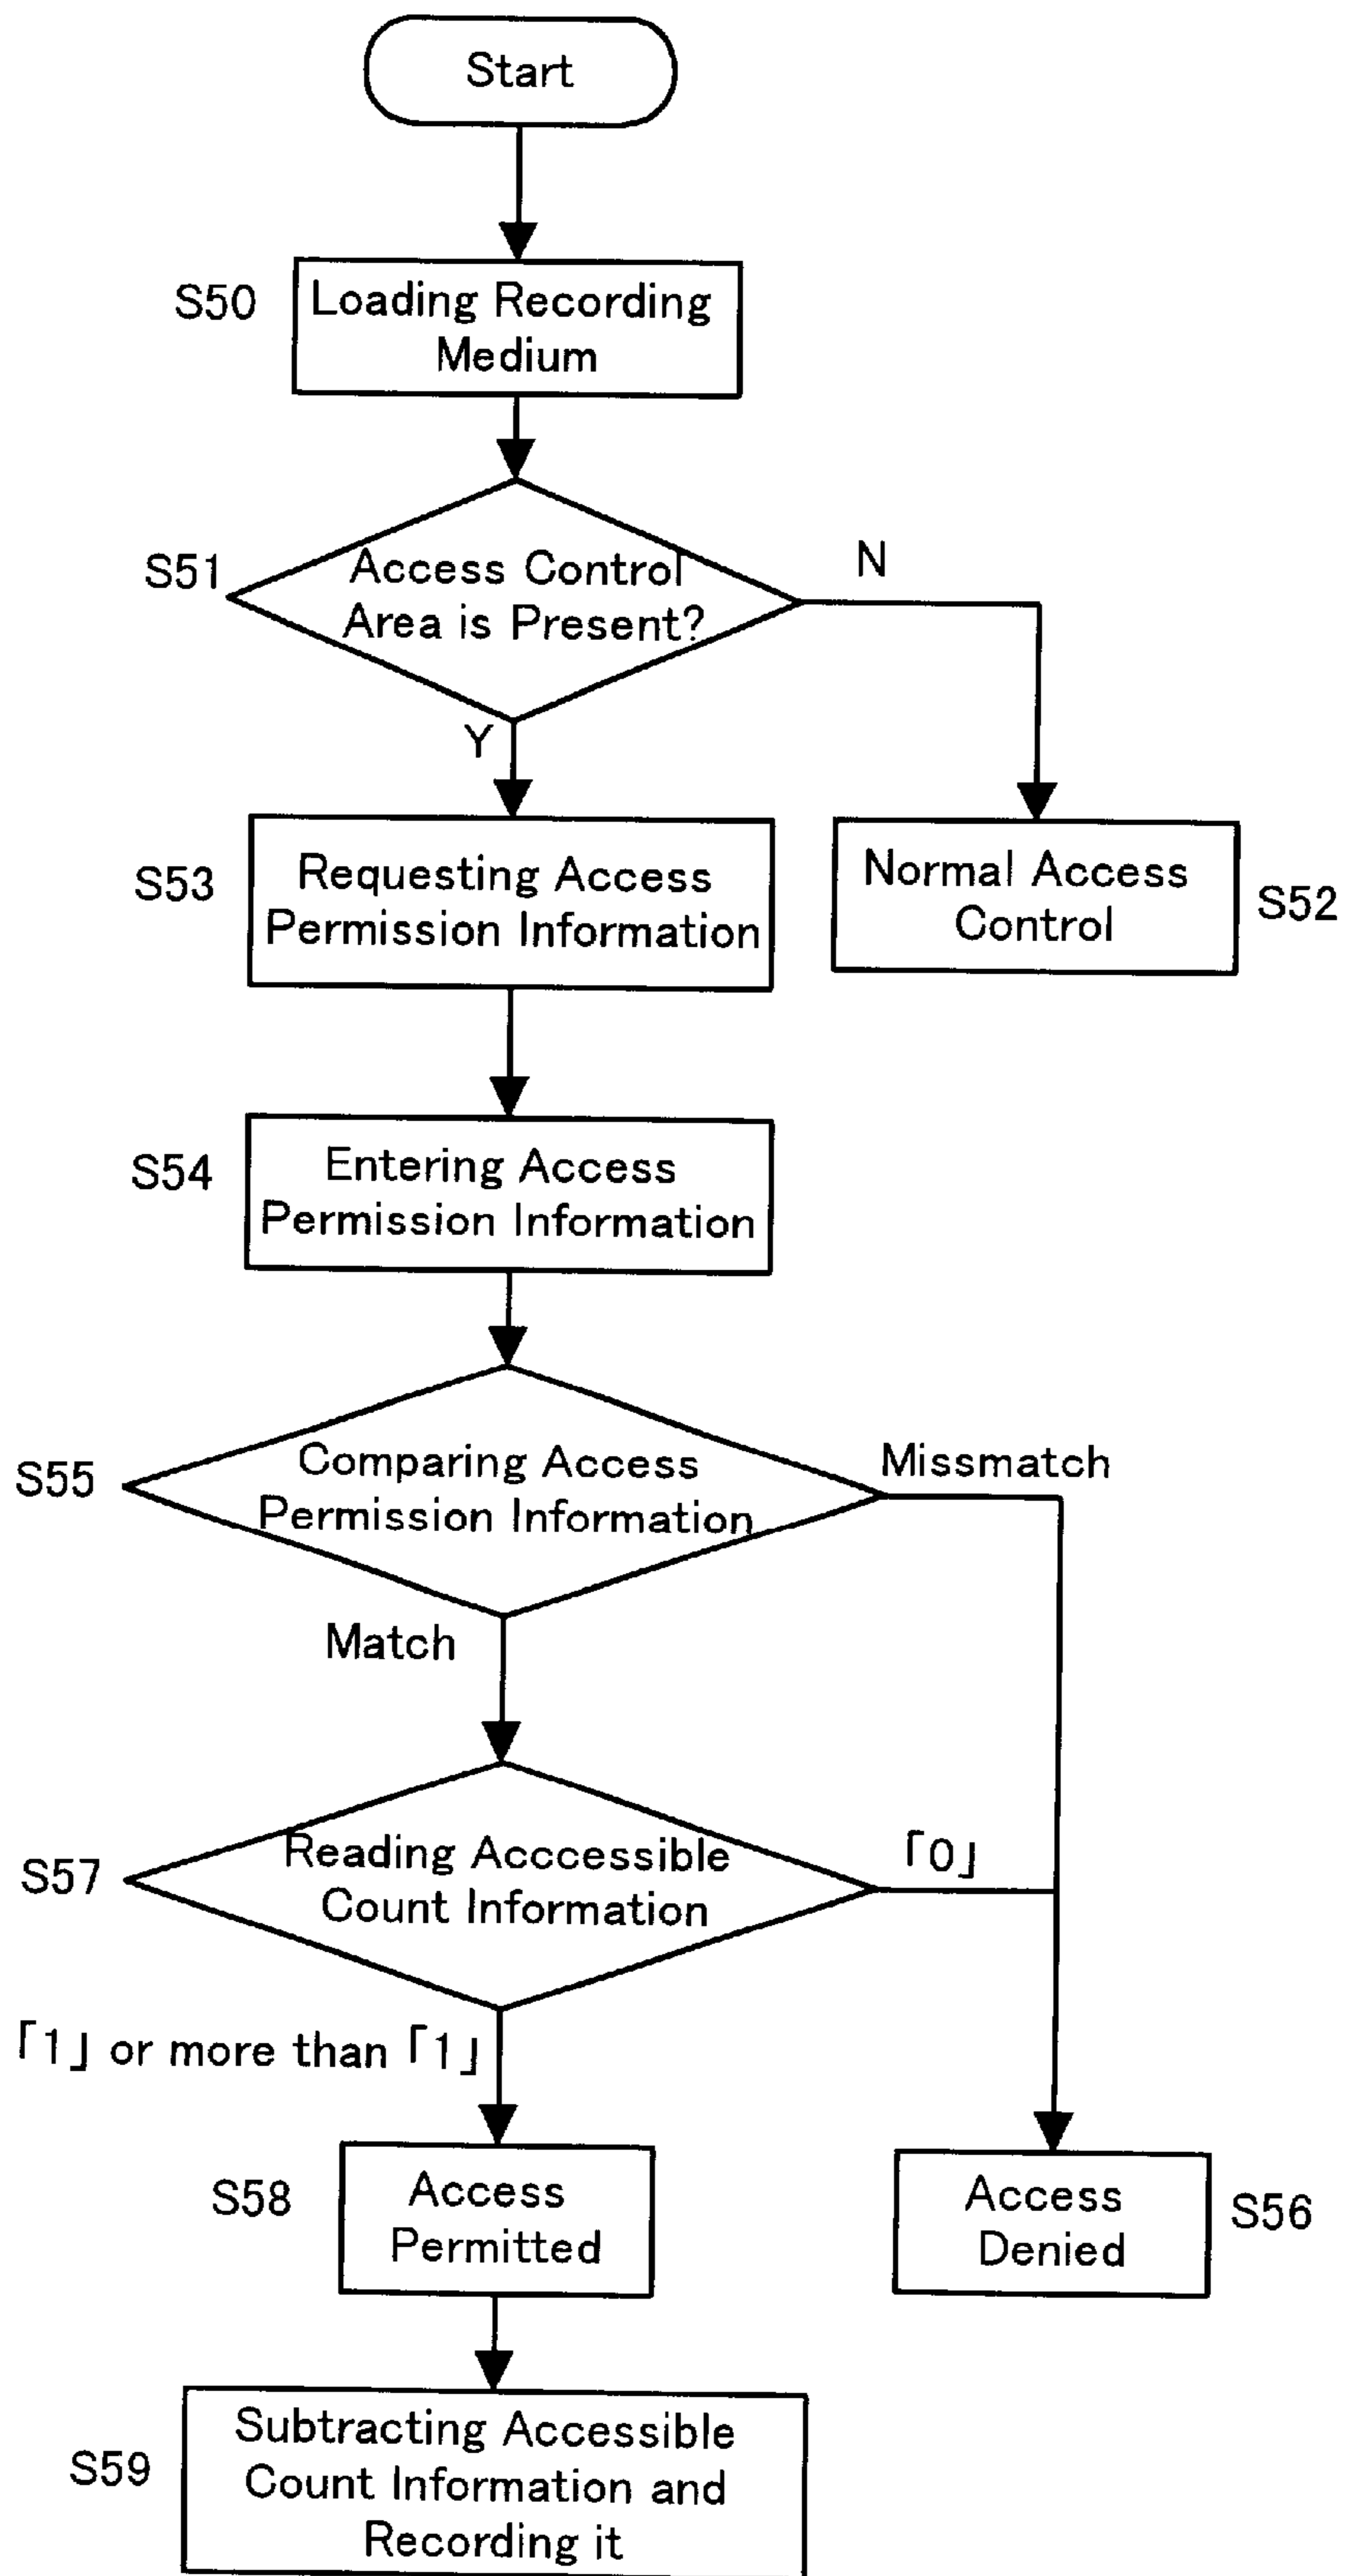 Start
S50
Loading Recording
Medium
S51
Access Control
Area is Present?
N
Y
S53
Requesting Access
Permission Information
Normal Access
Control
S52
S54
Entering Access
Permission Information
S55
Comparing Access
Permission Information
Missmatch
Match
S57
Reading Acccessible
Count Information
「0」
「1」 or more than 「1」
S58
Access
Permitted
Access
Denied
S56
S59
Subtracting Accessible
Count Information and
Recording it